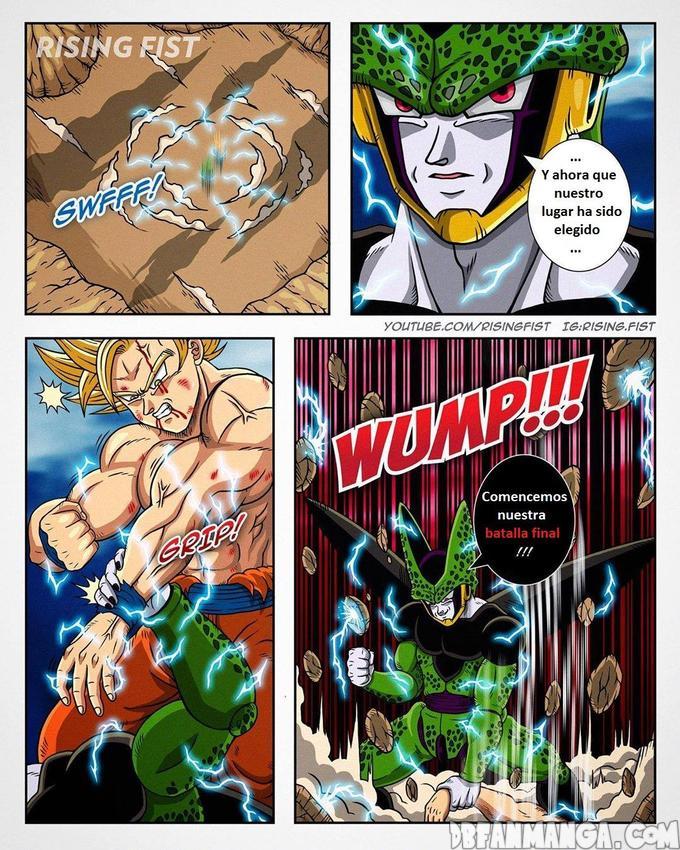 RISING FIST
SWFFF!
...
Y ahora que
nuestro
lugar ha sido
elegido
...
YOUTUBE.COM/RISINGFIST IG:RISING.FIST
GRIP!
WUMP!!!
Comencemos
nuestra
batalla final
!!!
DBFANMANGA.COM